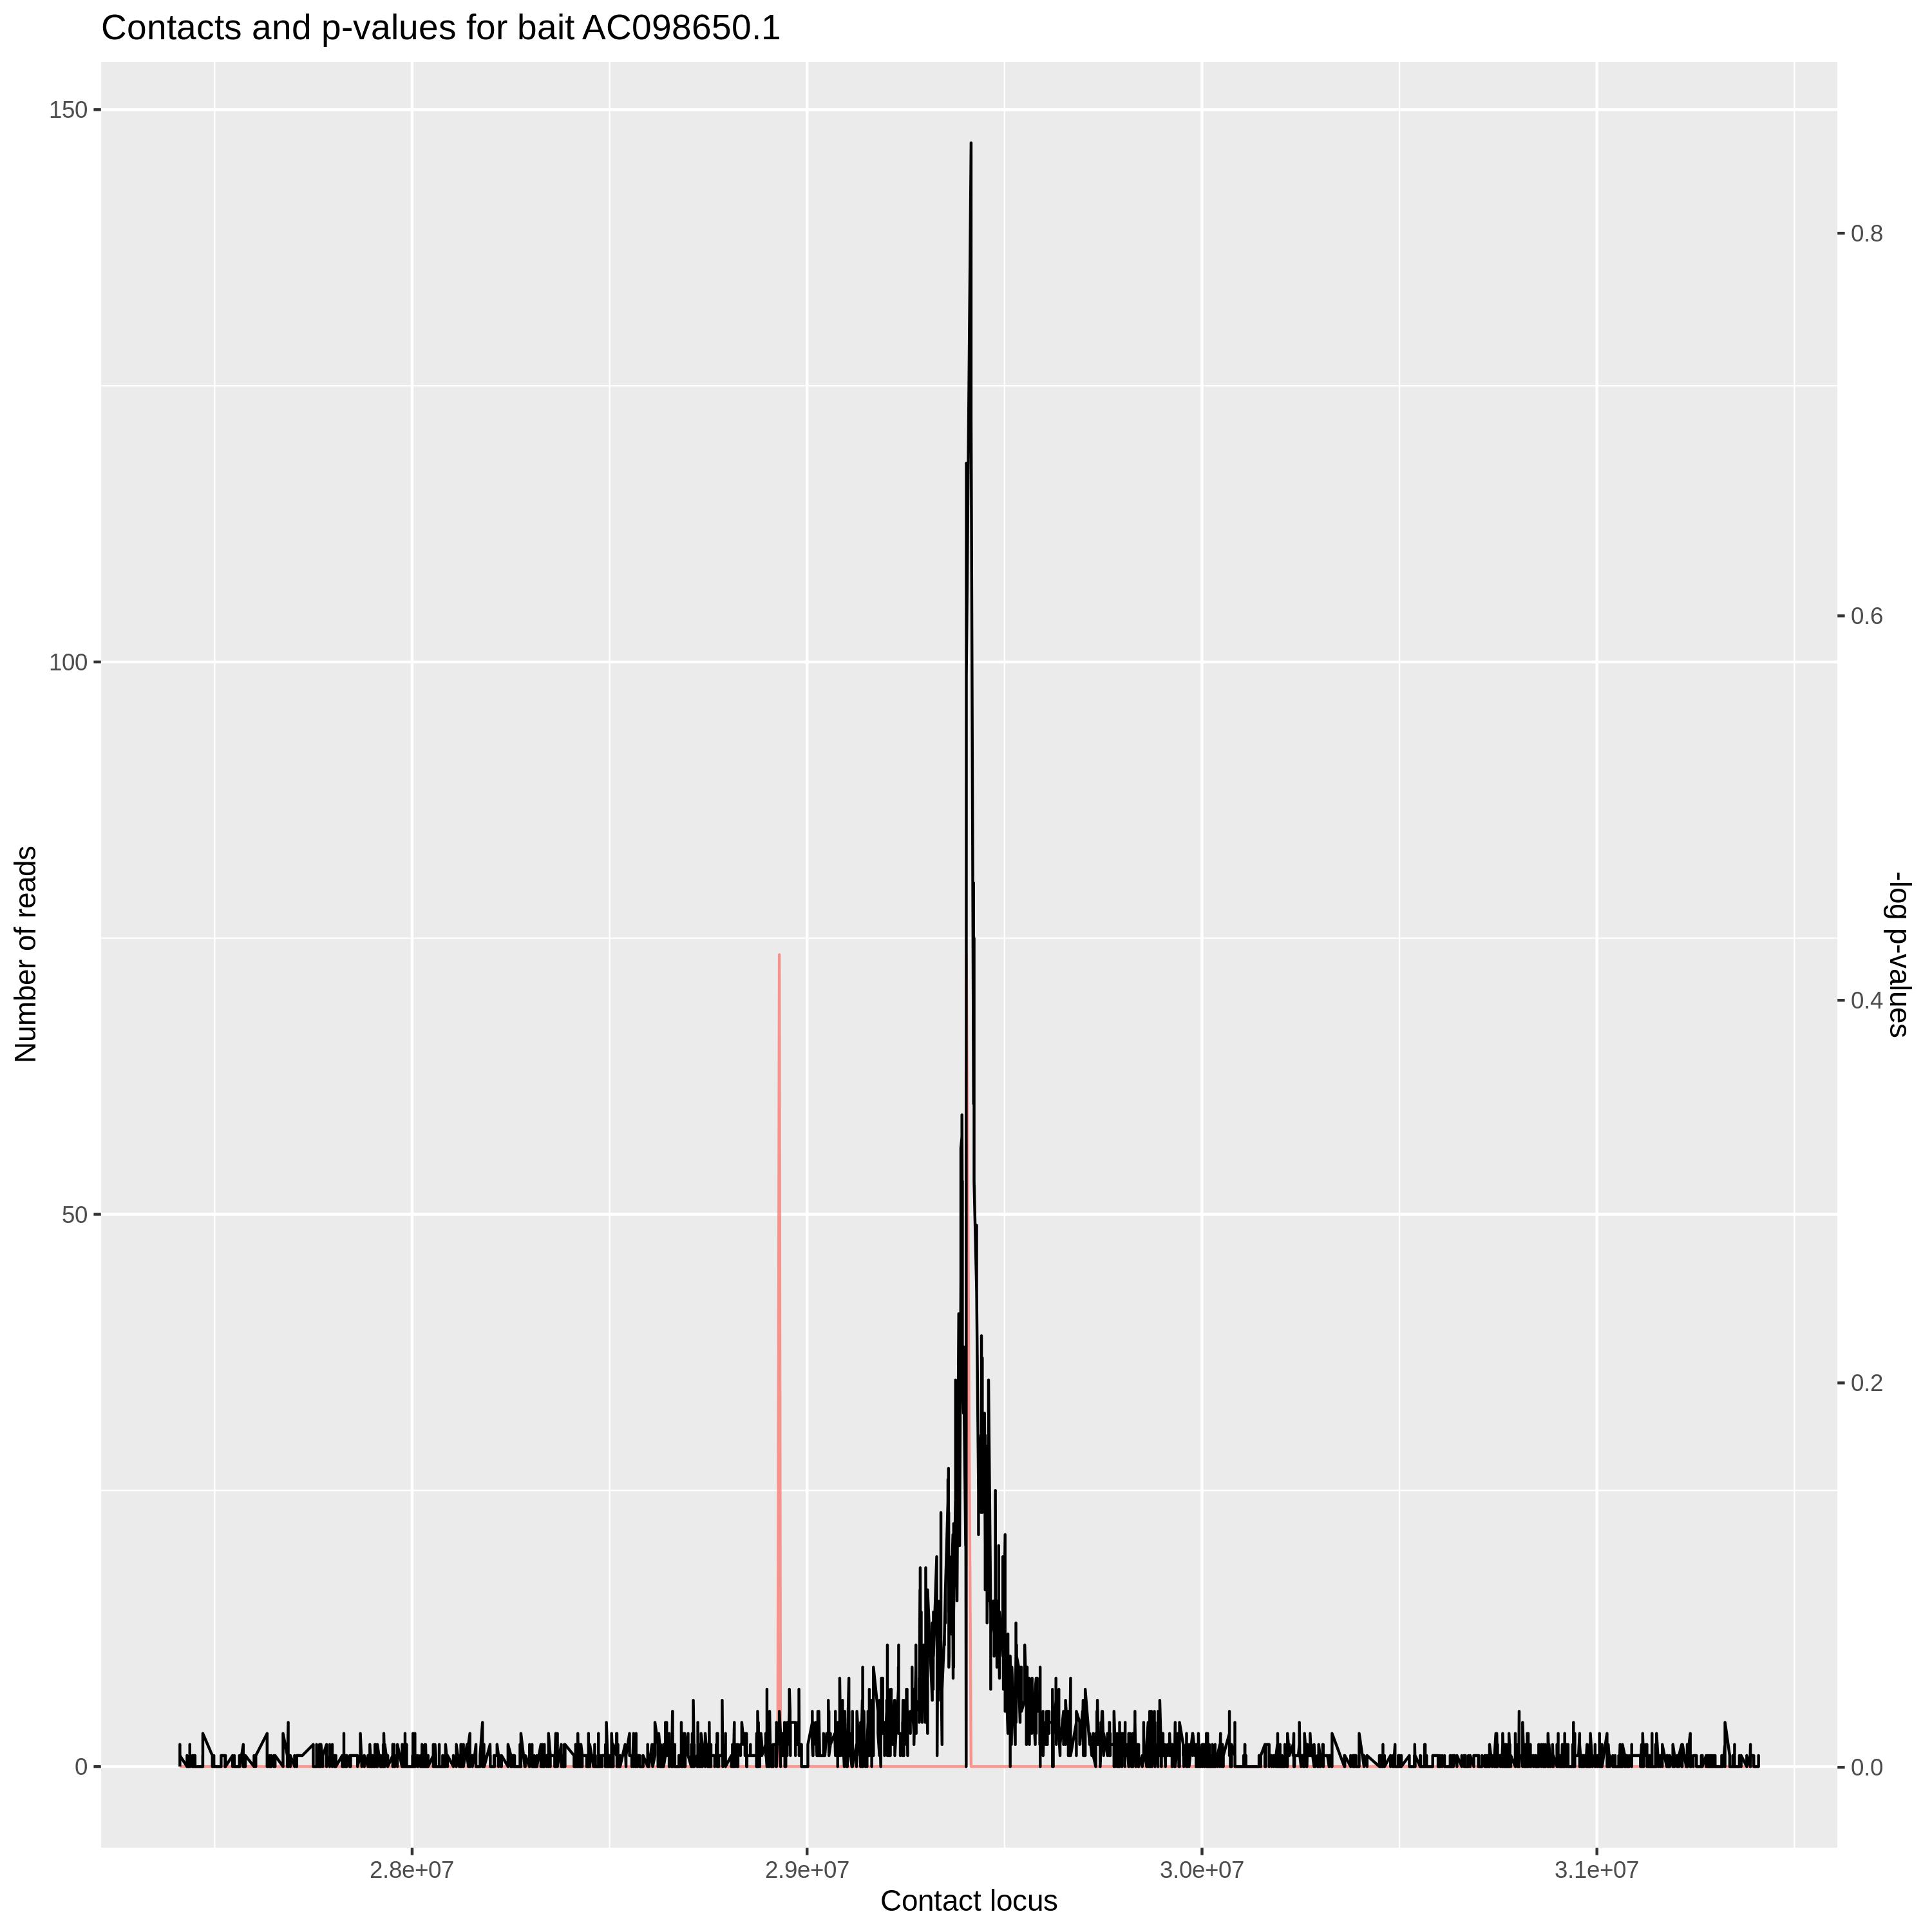 Contacts and p-values for bait AC098650.1
150
100
50
0
Number of reads
0.8
0.6
0.4
0.2
0.0
-log p-values
2.8e+07
2.9e+07
3.0e+07
3.1e+07
Contact locus